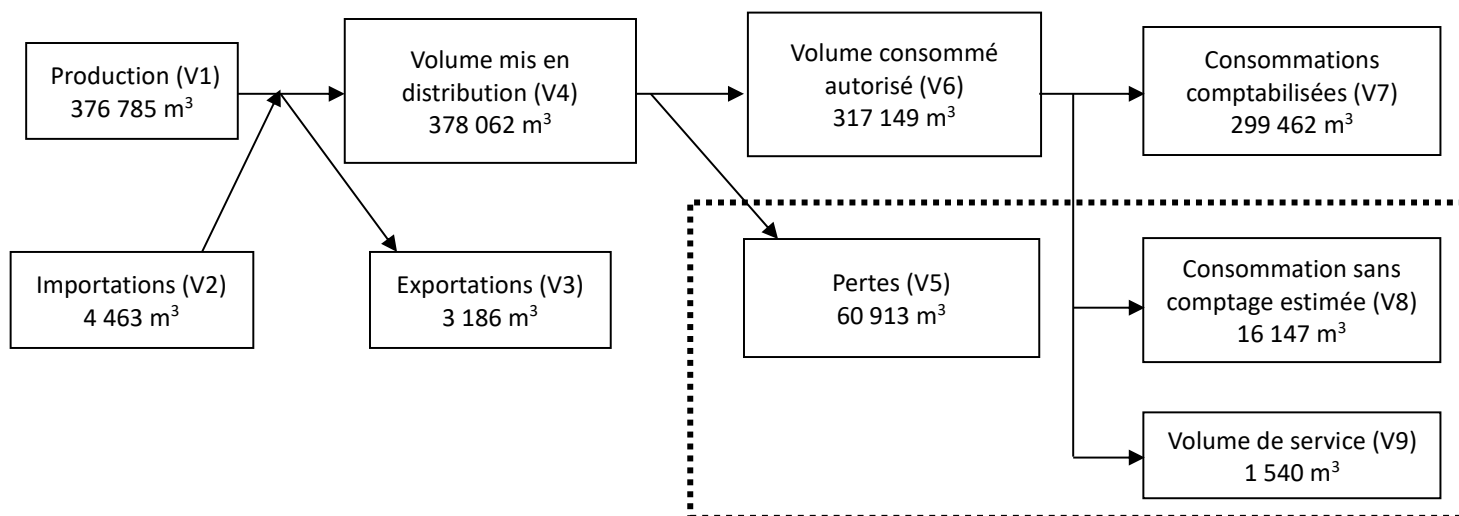 Production (V1)
376 785 m³
Volume mis en
distribution (V4)
378 062 m³
Volume consommé
autorisé (V6)
317 149 m³
Consommations
comptabilisées (V7)
299 462 m³
Importations (V2)
4 463 m³
Exportations (V3)
3 186 m³
Pertes (V5)
60 913 m³
Consommation sans
comptage estimée (V8)
16 147 m³
Volume de service (V9)
1 540 m³